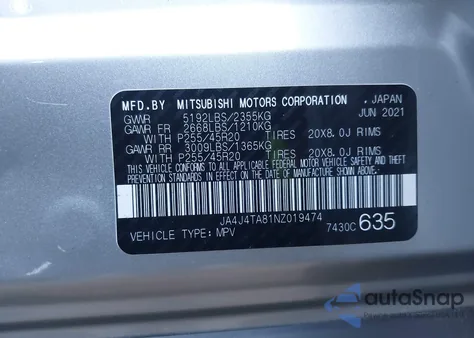 MFD.BY MITSUBISHI MOTORS CORPORATION , JAPAN
GVWR 5192LBS/2355KG JUN 2021
GAWR FR 2668LBS/1210KG
WITH P255/45R20 TIRES 20X8.0J RIMS
GAWR RR 3009LBS/1365KG
WITH P255/45R20 TIRES 20X8.0J RIMS
THIS VEHICLE CONFORMS TO ALL APPLICABLE FEDERAL MOTOR VEHICLE SAFETY AND THEFT
PREVENTION STANDARDS IN EFFECT ON THE DATE OF MANUFACTURE SHOWN ABOVE.
JA4J4TA81NZ019474
VEHICLE TYPE: MPV 7430C 635
autoSnap